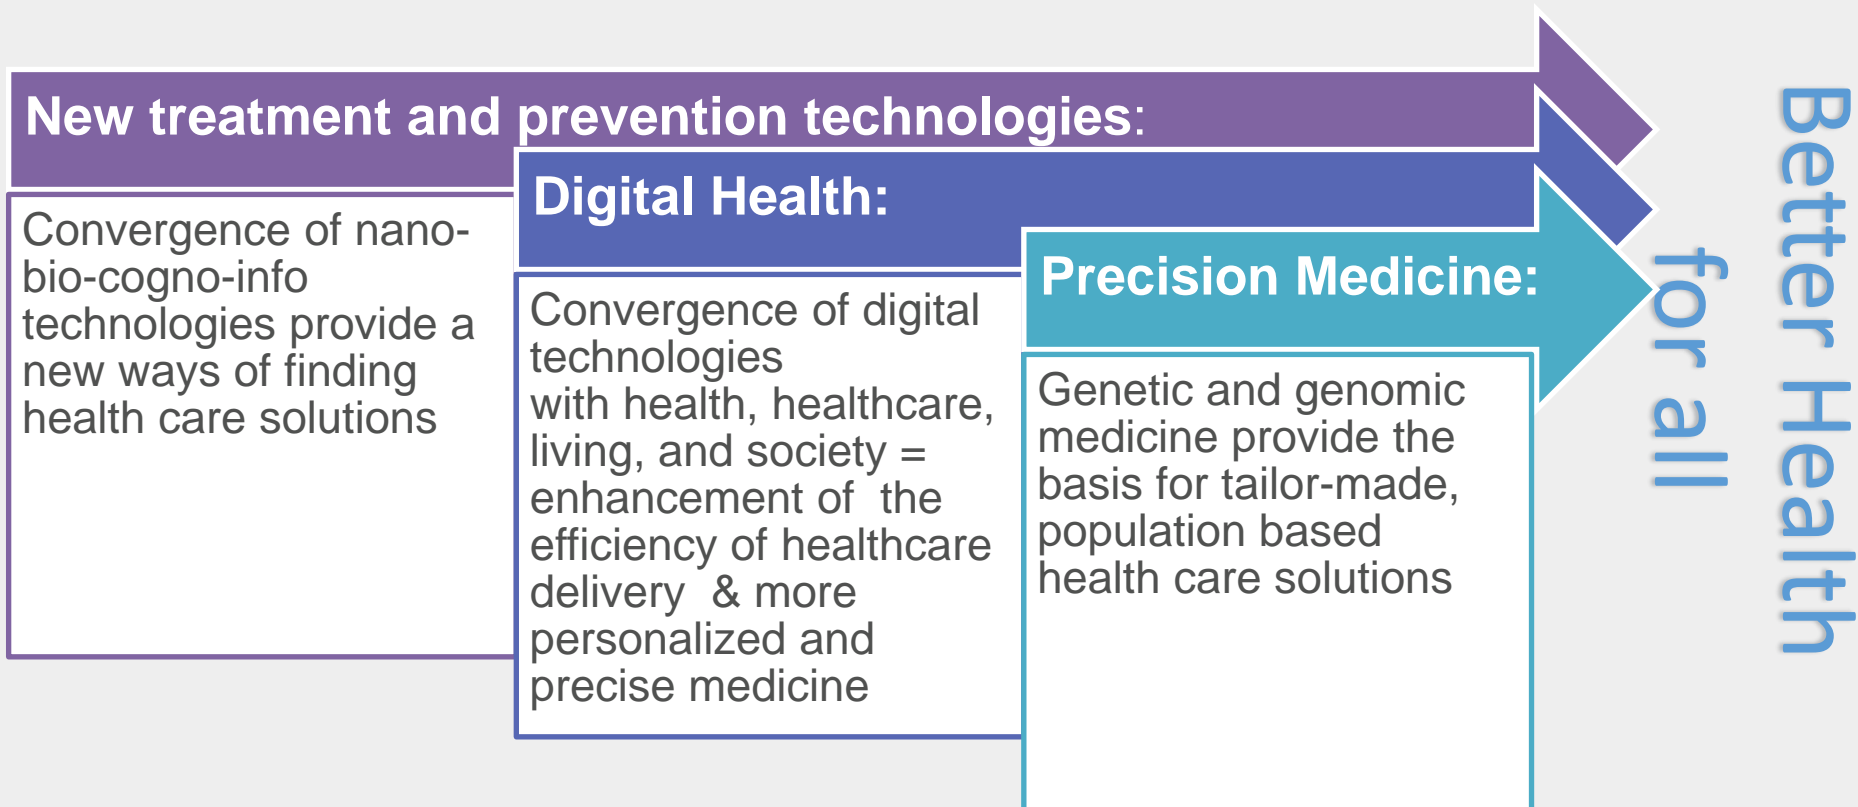 New treatment and prevention technologies:
Convergence of nano-
bio-cogno-info
technologies provide a
new ways of finding
health care solutions
Digital Health:
Convergence of digital
technologies
with health, healthcare,
living, and society =
enhancement of  the
efficiency of healthcare
delivery  & more
personalized and
precise medicine
Precision Medicine:
Genetic and genomic
medicine provide the
basis for tailor-made,
population based
health care solutions
Better Health
for all